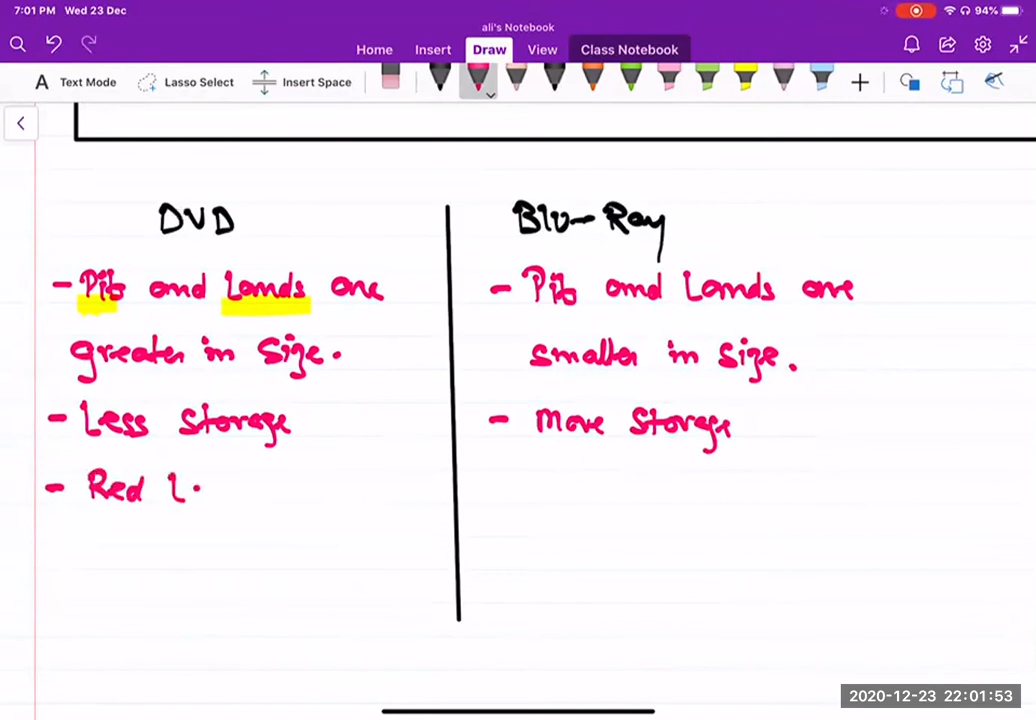 7:01 PM Wed 23 Dec
94%
ali's Notebook
Home Insert Draw View Class Notebook
A Text Mode Lasso Select Insert Space
DVD
Blu-Ray
- Pits and Lands are
greater in size.
- Less storage
- Red L
- Pits and Lands are
smaller in size.
- More storage
2020-12-23 22:01:53